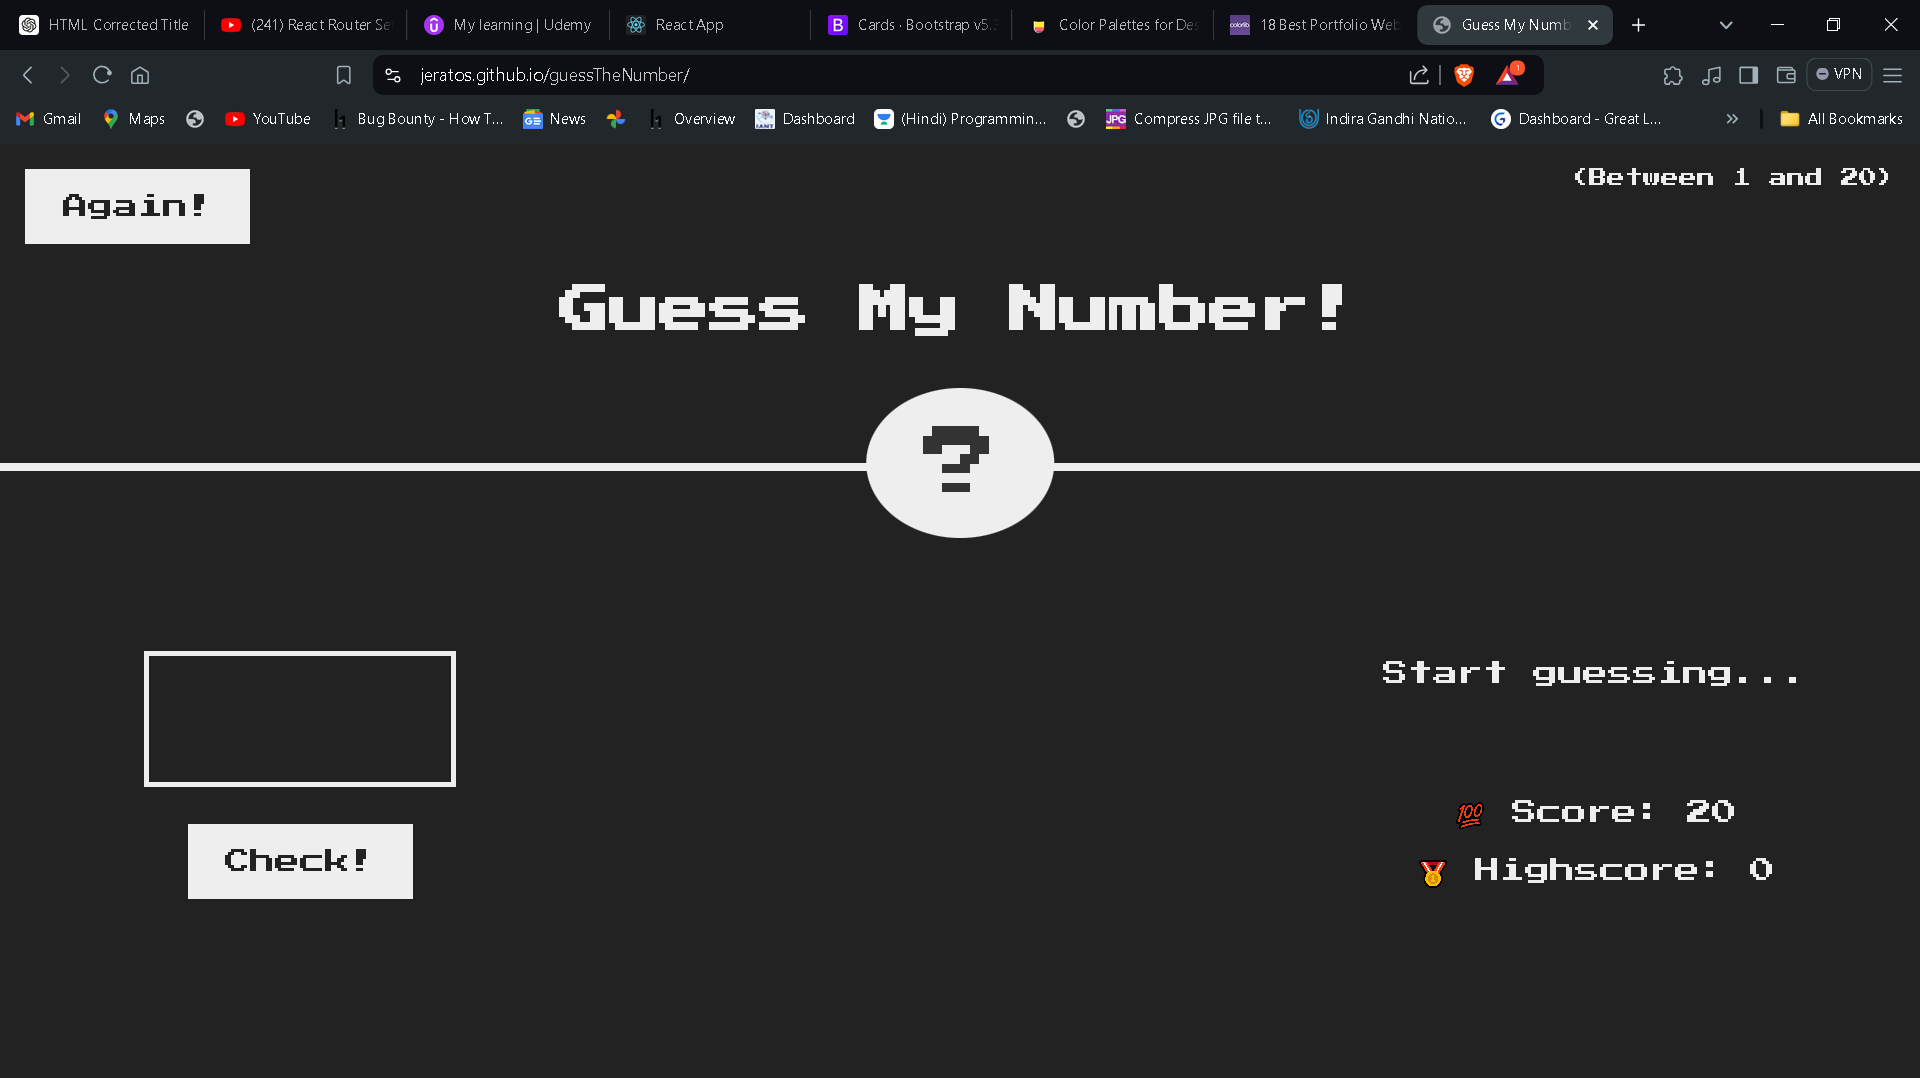 HTML Corrected Title
(241) React Router Se
My learning | Udemy
React App
Cards · Bootstrap v5.
Color Palettes for Des
18 Best Portfolio Web
Guess My Numb
jeratos.github.io/guessTheNumber/
1
VPN
Gmail
Maps
YouTube
Bug Bounty - How T...
News
Overview
Dashboard
(Hindi) Programmin...
JPG
Compress JPG file t...
Indira Gandhi Natio...
Dashboard - Great L...
All Bookmarks
Again!
(Between 1 and 20)
Guess My Number!
?
Start guessing...
💯 Score: 20
Check!
🥇 Highscore: 0